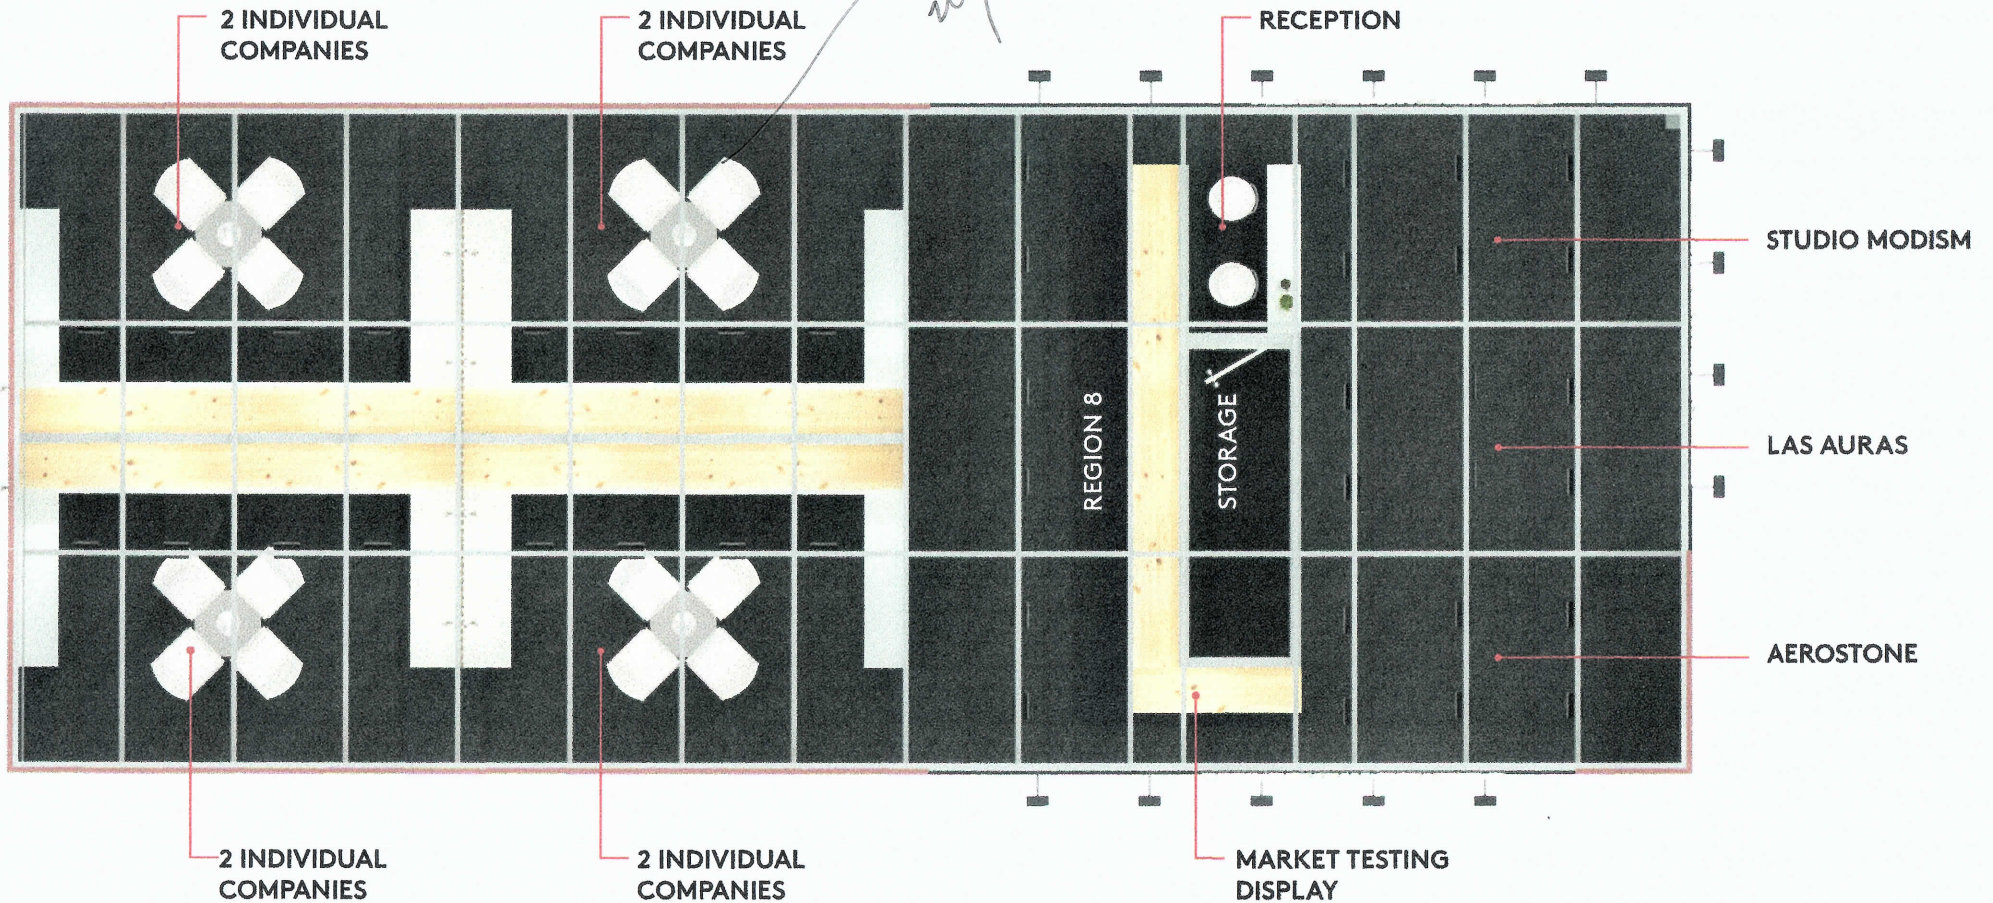 2 INDIVIDUAL
COMPANIES
2 INDIVIDUAL
COMPANIES
RECEPTION
STUDIO MODISM
LAS AURAS
AEROSTONE
REGION 8
STORAGE
2 INDIVIDUAL
COMPANIES
2 INDIVIDUAL
COMPANIES
MARKET TESTING
DISPLAY